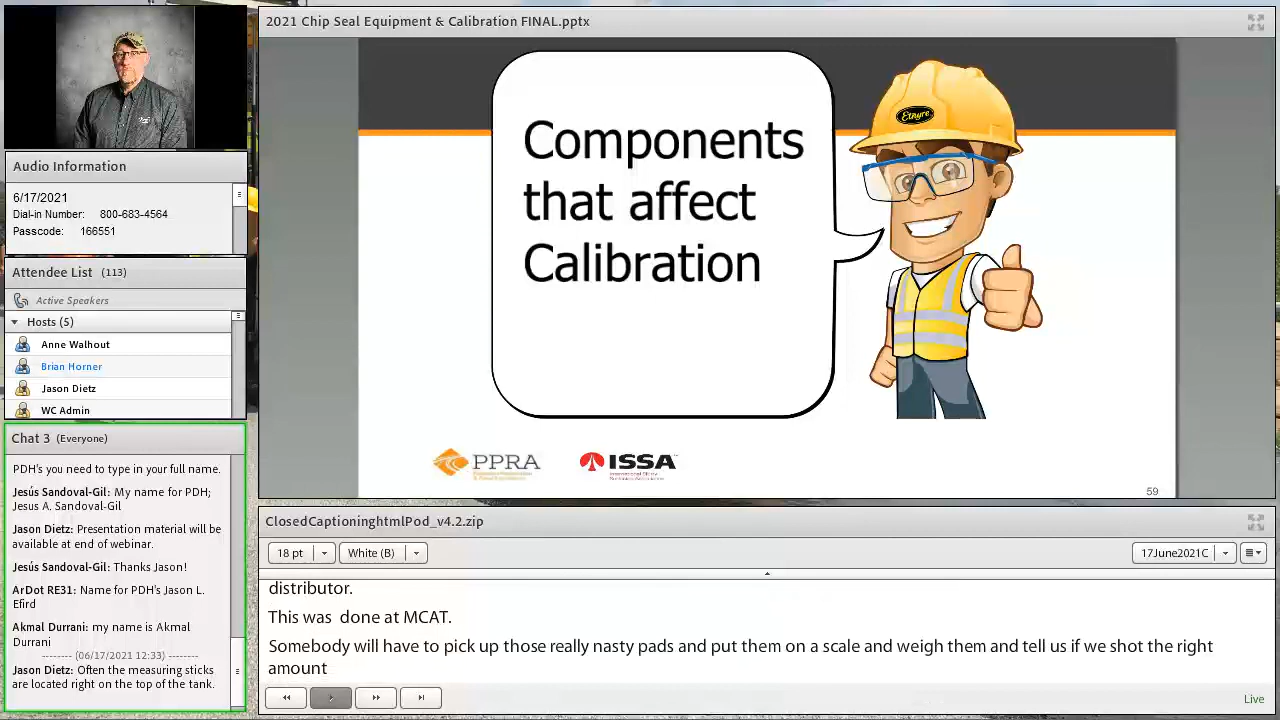 2021 Chip Seal Equipment & Calibration FINAL.pptx
Components
that affect
Calibration
Etnyre
PPRA
ISSA
59
Audio Information
6/17/2021
Dial-in Number: 800-683-4564
Passcode: 166551
Attendee List (113)
Active Speakers
Hosts (5)
Anne Walhout
Brian Horner
Jason Dietz
WC Admin
Chat 3 (Everyone)
PDH's you need to type in your full name.
Jesús Sandoval-Gil: My name for PDH;
Jesus A. Sandoval-Gil
Jason Dietz: Presentation material will be
available at end of webinar.
Jesús Sandoval-Gil: Thanks Jason!
ArDot RE31: Name for PDH's Jason L.
Efird
Akmal Durrani: my name is Akmal
Durrani
-------- (06/17/2021 12:33) --------
Jason Dietz: Often the measuring sticks
are located right on the top of the tank.
ClosedCaptioninghtmlPod_v4.2.zip
18 pt
White (B)
17June2021C
distributor.
This was done at MCAT.
Somebody will have to pick up those really nasty pads and put them on a scale and weigh them and tell us if we shot the right
amount
Live